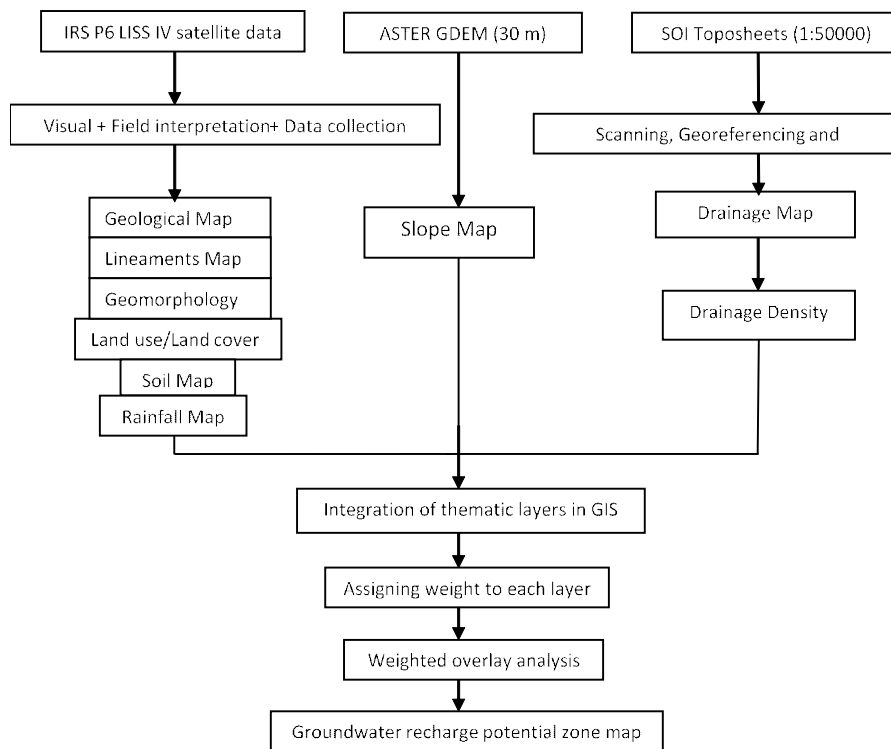 IRS P6 LISS IV satellite data
ASTER GDEM (30 m)
SOI Toposheets (1:50000)
Visual + Field interpretation+ Data collection
Scanning, Georeferencing and
Geological Map
Lineaments Map
Geomorphology
Land use/Land cover
Soil Map
Rainfall Map
Slope Map
Drainage Map
Drainage Density
Integration of thematic layers in GIS
Assigning weight to each layer
Weighted overlay analysis
Groundwater recharge potential zone map